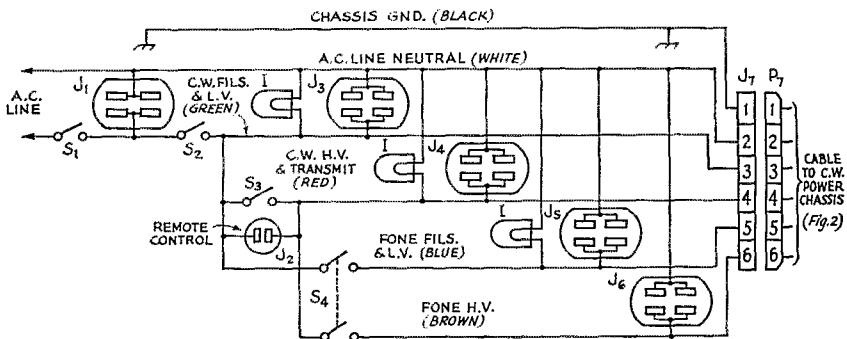 CHASSIS GND. (BLACK)
A.C. LINE NEUTRAL (WHITE)
J7 P7
J1
C.W. FILS.
& L.V.
(GREEN)
I
J3
A.C.
LINE
S1
S2
C.W. H.V.
& TRANSMIT
(RED)
I
J4
S3
REMOTE
CONTROL
J2
FONE FILS.
& L.V. (BLUE)
I
J5
S4
J6
FONE H.V.
(BROWN)
1 1
2 2
3 3
4 4
5 5
6 6
CABLE
TO C.W.
POWER
CHASSIS
(Fig.2)